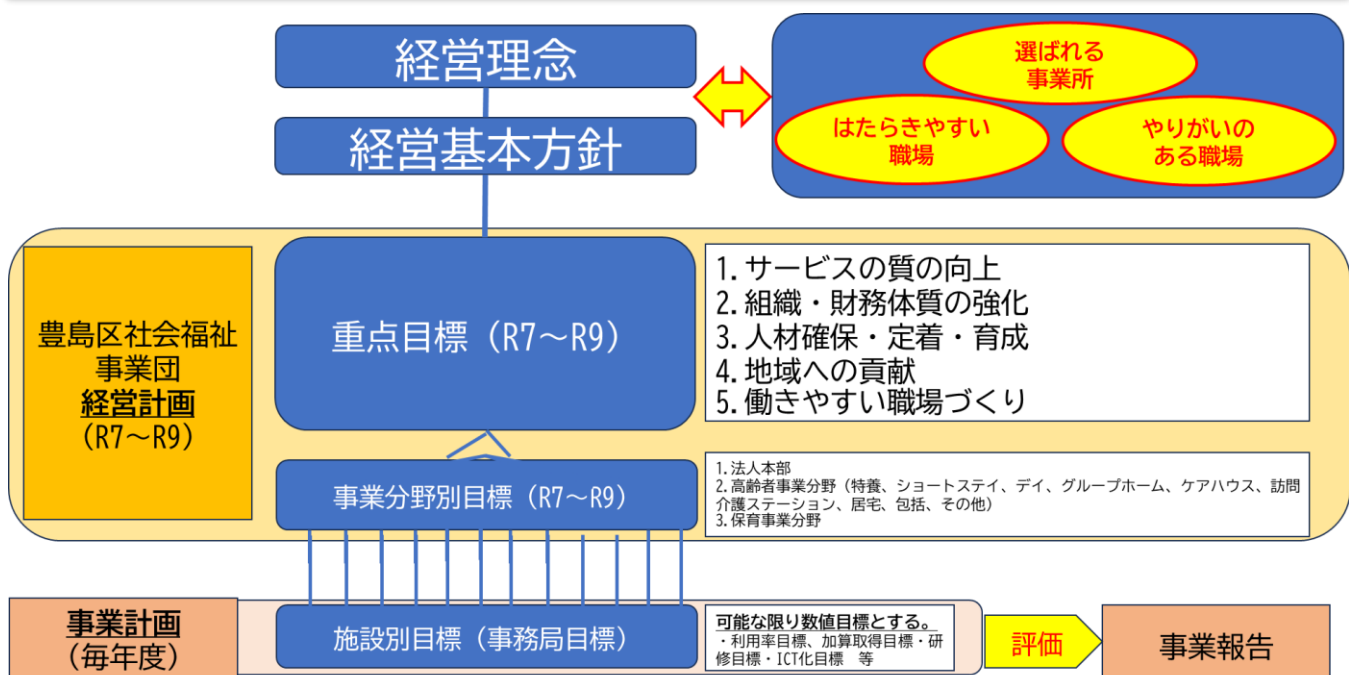 経営理念
経営基本方針
選ばれる
事業所
はたらきやすい
職場
やりがいの
ある職場
豊島区社会福祉
事業団
経営計画
(R7～R9)
重点目標（R7～R9）
1.サービスの質の向上
2.組織・財務体質の強化
3.人材確保・定着・育成
4.地域への貢献
5.働きやすい職場づくり
事業分野別目標（R7～R9）
1.法人本部
2.高齢者事業分野（特養、ショートステイ、デイ、グループホーム、ケアハウス、訪問
介護ステーション、居宅、包括、その他）
3.保育事業分野
事業計画
(毎年度)
施設別目標（事務局目標）
可能な限り数値目標とする。
・利用率目標、加算取得目標・研
修目標・ICT化目標　等
評価
事業報告